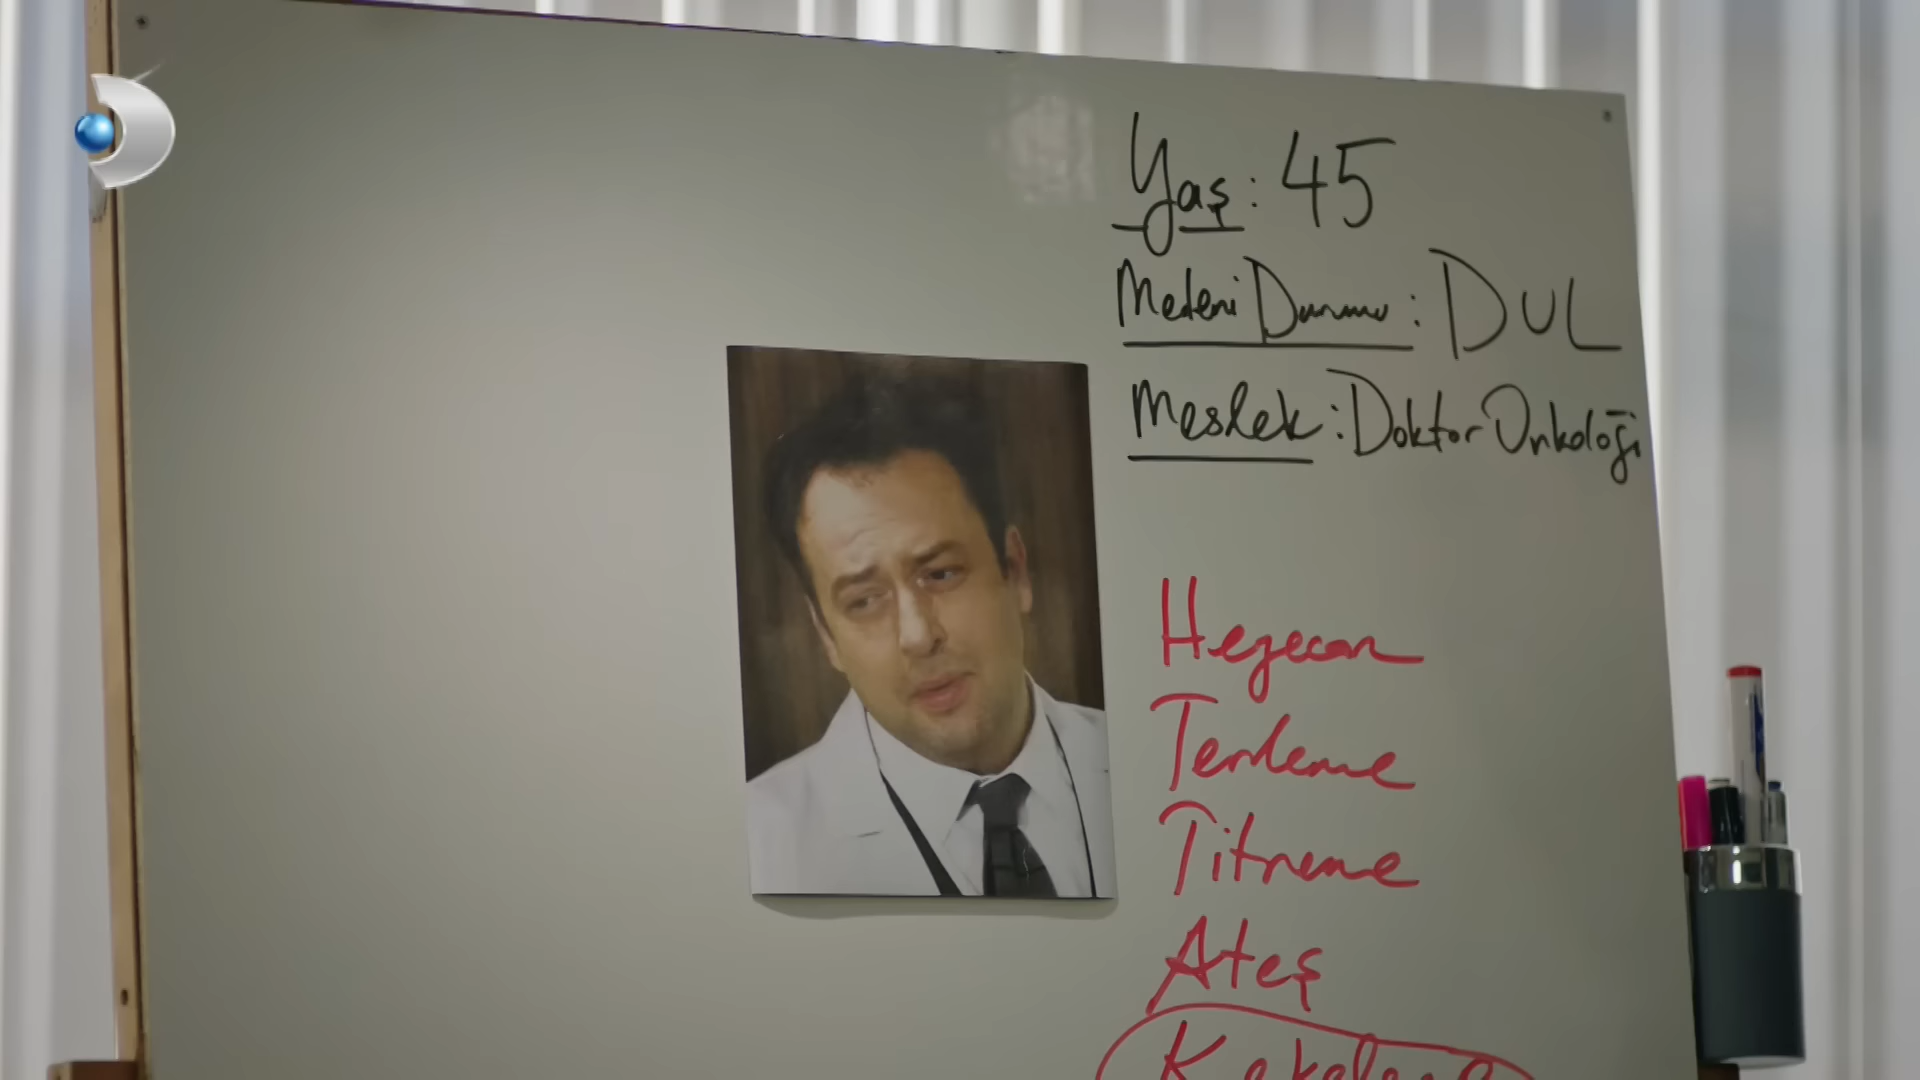 Yaş: 45
Medeni Durumu: DUL
Meslek: Doktor Onkoloği
Heyecan
Terleme
Titreme
Ateş